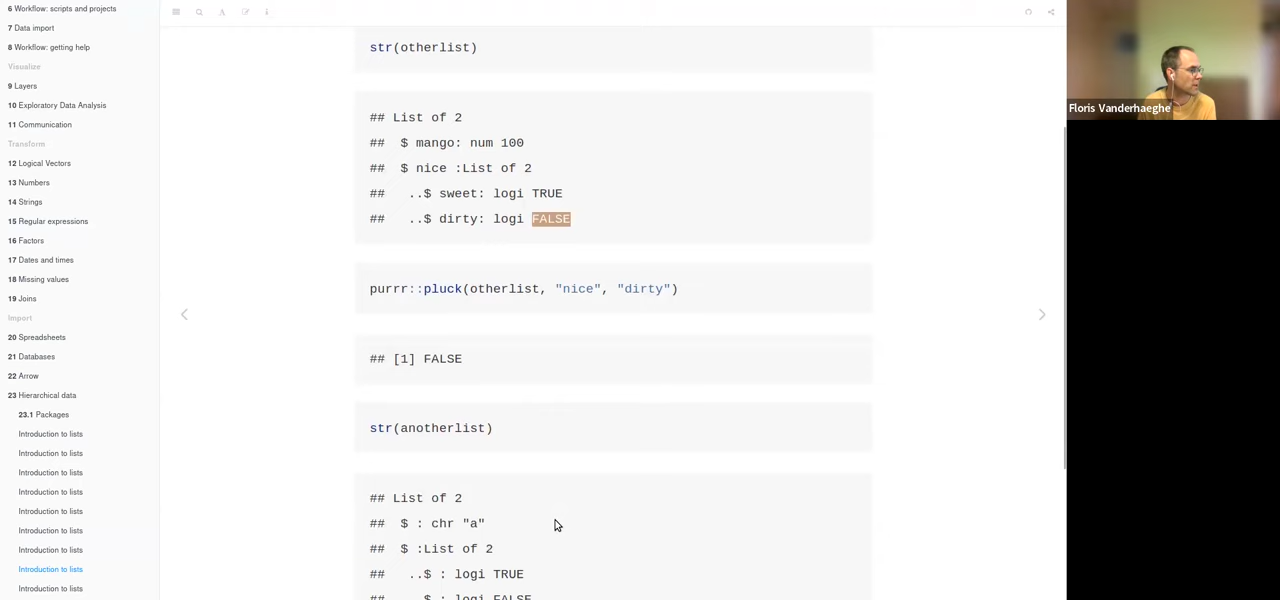 6 Workflow: scripts and projects
7 Data import
8 Workflow: getting help
Visualize
9 Layers
10 Exploratory Data Analysis
11 Communication
Transform
12 Logical Vectors
13 Numbers
14 Strings
15 Regular expressions
16 Factors
17 Dates and times
18 Missing values
19 Joins
Import
20 Spreadsheets
21 Databases
22 Arrow
23 Hierarchical data
23.1 Packages
Introduction to lists
Introduction to lists
Introduction to lists
Introduction to lists
Introduction to lists
Introduction to lists
Introduction to lists
Introduction to lists
Introduction to lists
str(otherlist)
## List of 2
##  $ mango: num 100
##  $ nice :List of 2
##   ..$ sweet: logi TRUE
##   ..$ dirty: logi FALSE
purrr::pluck(otherlist, "nice", "dirty")
## [1] FALSE
str(anotherlist)
## List of 2
##  $ : chr "a"
##  $ :List of 2
##   ..$ : logi TRUE
##   ..$ : logi FALSE
Floris Vanderhaeghe